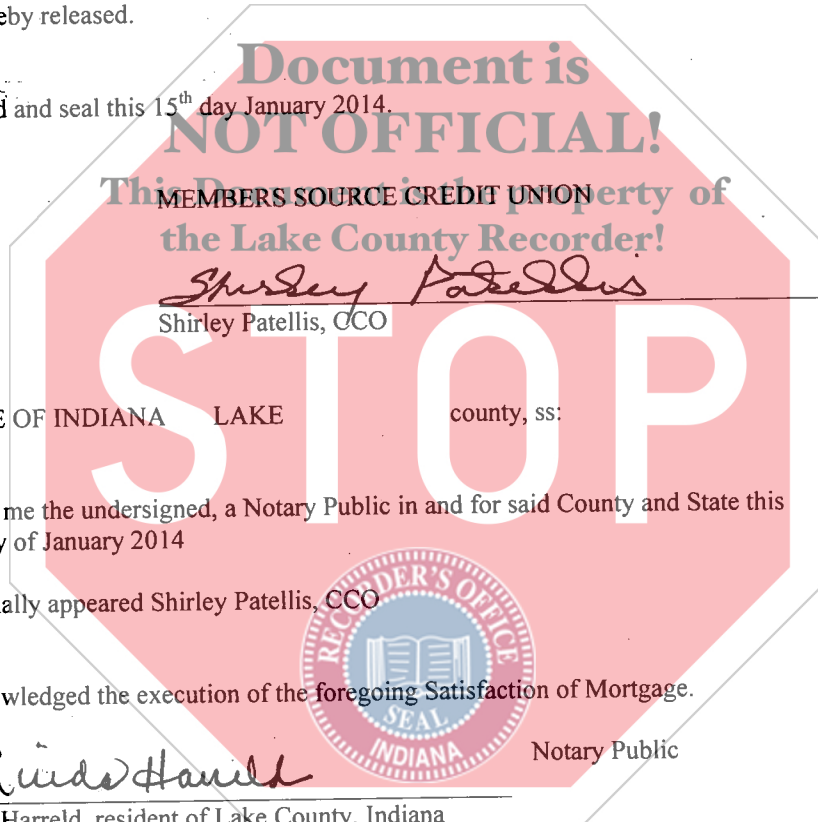 eby released.
Document is
d and seal this 15th day January 2014.
NOT OFFICIAL!
This Document is the property of
MEMBERS SOURCE CREDIT UNION
the Lake County Recorder!
Shirley Patellis
Shirley Patellis, CCO
STOP
E OF INDIANA LAKE county, ss:
me the undersigned, a Notary Public in and for said County and State this
y of January 2014
ally appeared Shirley Patellis, CCO
RECORDER'S OFFICE
wledged the execution of the foregoing Satisfaction of Mortgage.
SEAL
INDIANA
Notary Public
Linda Harreld
Harreld, resident of Lake County, Indiana